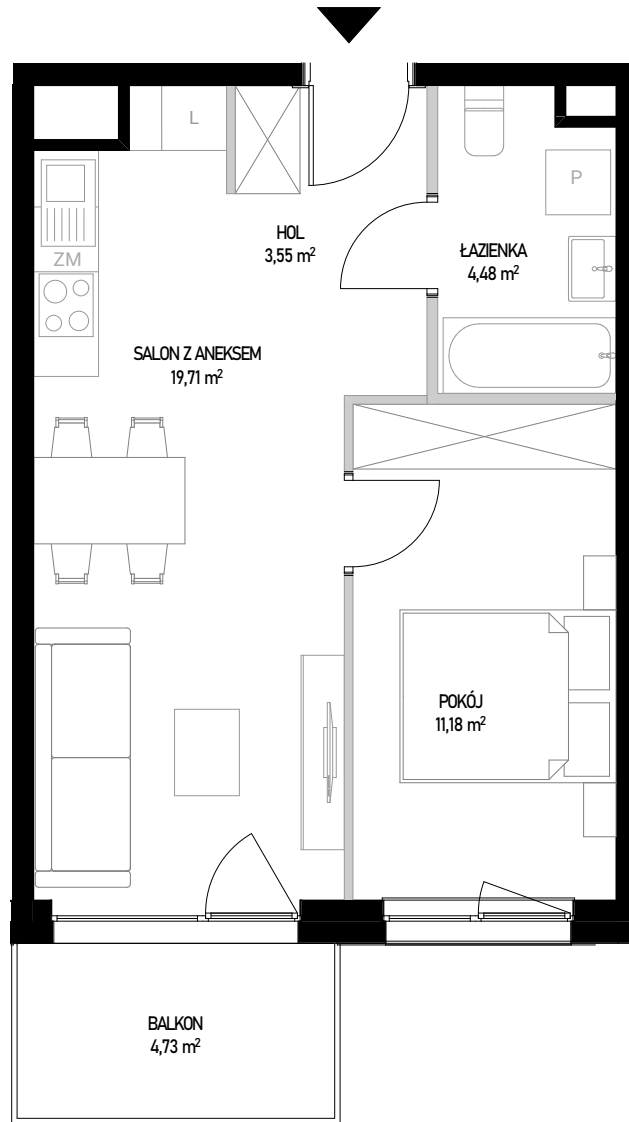 L
P
HOL
3,55 m²
ŁAZIENKA
4,48 m²
ZM
SALON Z ANEKSEM
19,71 m²
POKÓJ
11,18 m²
BALKON
4,73 m²